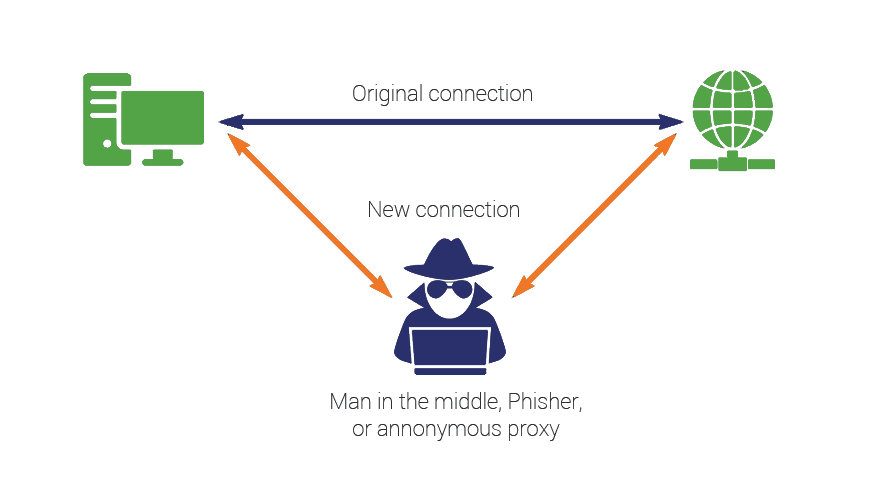 Original connection
New connection
Man in the middle, Phisher,
or annonymous proxy